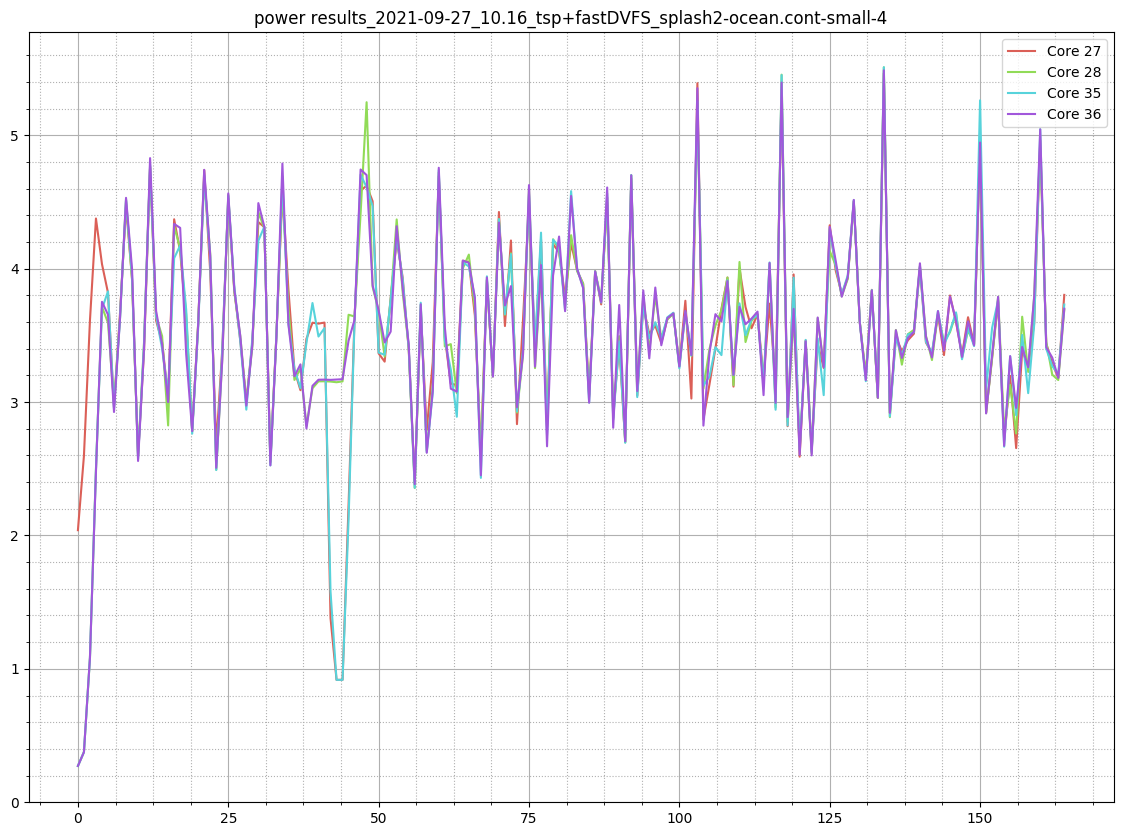 power results_2021-09-27_10.16_tsp+fastDVFS_splash2-ocean.cont-small-4
Core 27
Core 28
Core 35
Core 36
5
4
3
2
1
0
0 25 50 75 100 125 150